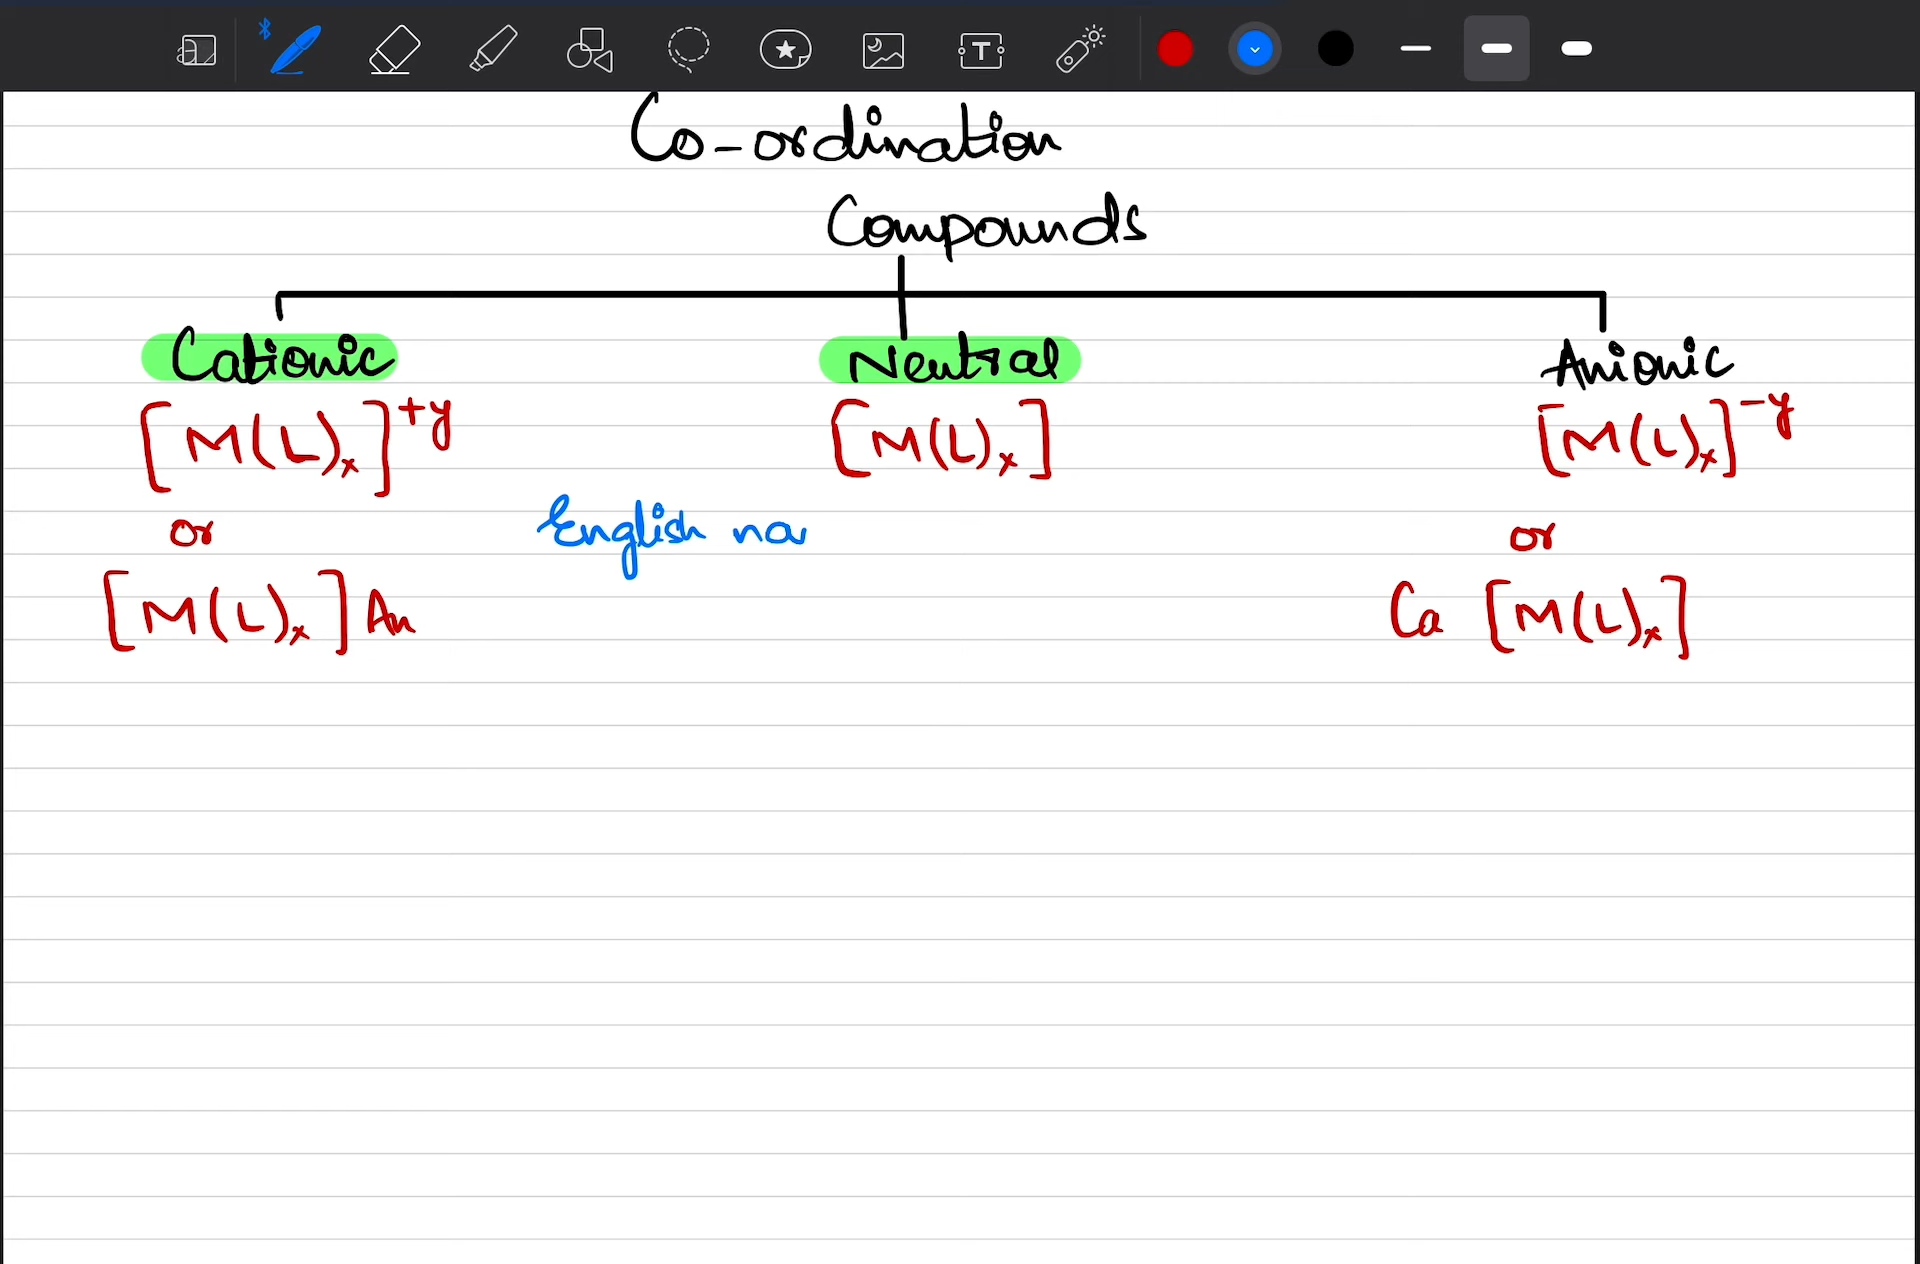 Co-ordination
Compounds
Cationic Neutral Anionic
[M(L)ₓ]⁺ʸ [M(L)ₓ] [M(L)ₓ]⁻ʸ
or English na or
[M(L)ₓ] An Ca [M(L)ₓ]